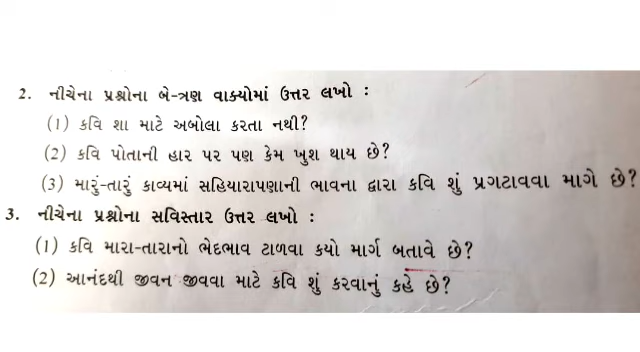 2. નીચેના પ્રશ્નોના બે-ત્રણ વાક્યોમાં ઉત્તર લખો :
(1) કવિ શા માટે અબોલા કરતા નથી?
(2) કવિ પોતાની હાર પર પણ કેમ ખુશ થાય છે?
(3) મારું-તારું કાવ્યમાં સહિયારાપણાની ભાવના દ્વારા કવિ શું પ્રગટાવવા માગે છે?
3. નીચેના પ્રશ્નોના સવિસ્તાર ઉત્તર લખો :
(1) કવિ મારા-તારાનો ભેદભાવ ટાળવા કયો માર્ગ બતાવે છે?
(2) આનંદથી જીવન જીવવા માટે કવિ શું કરવાનું કહે છે?